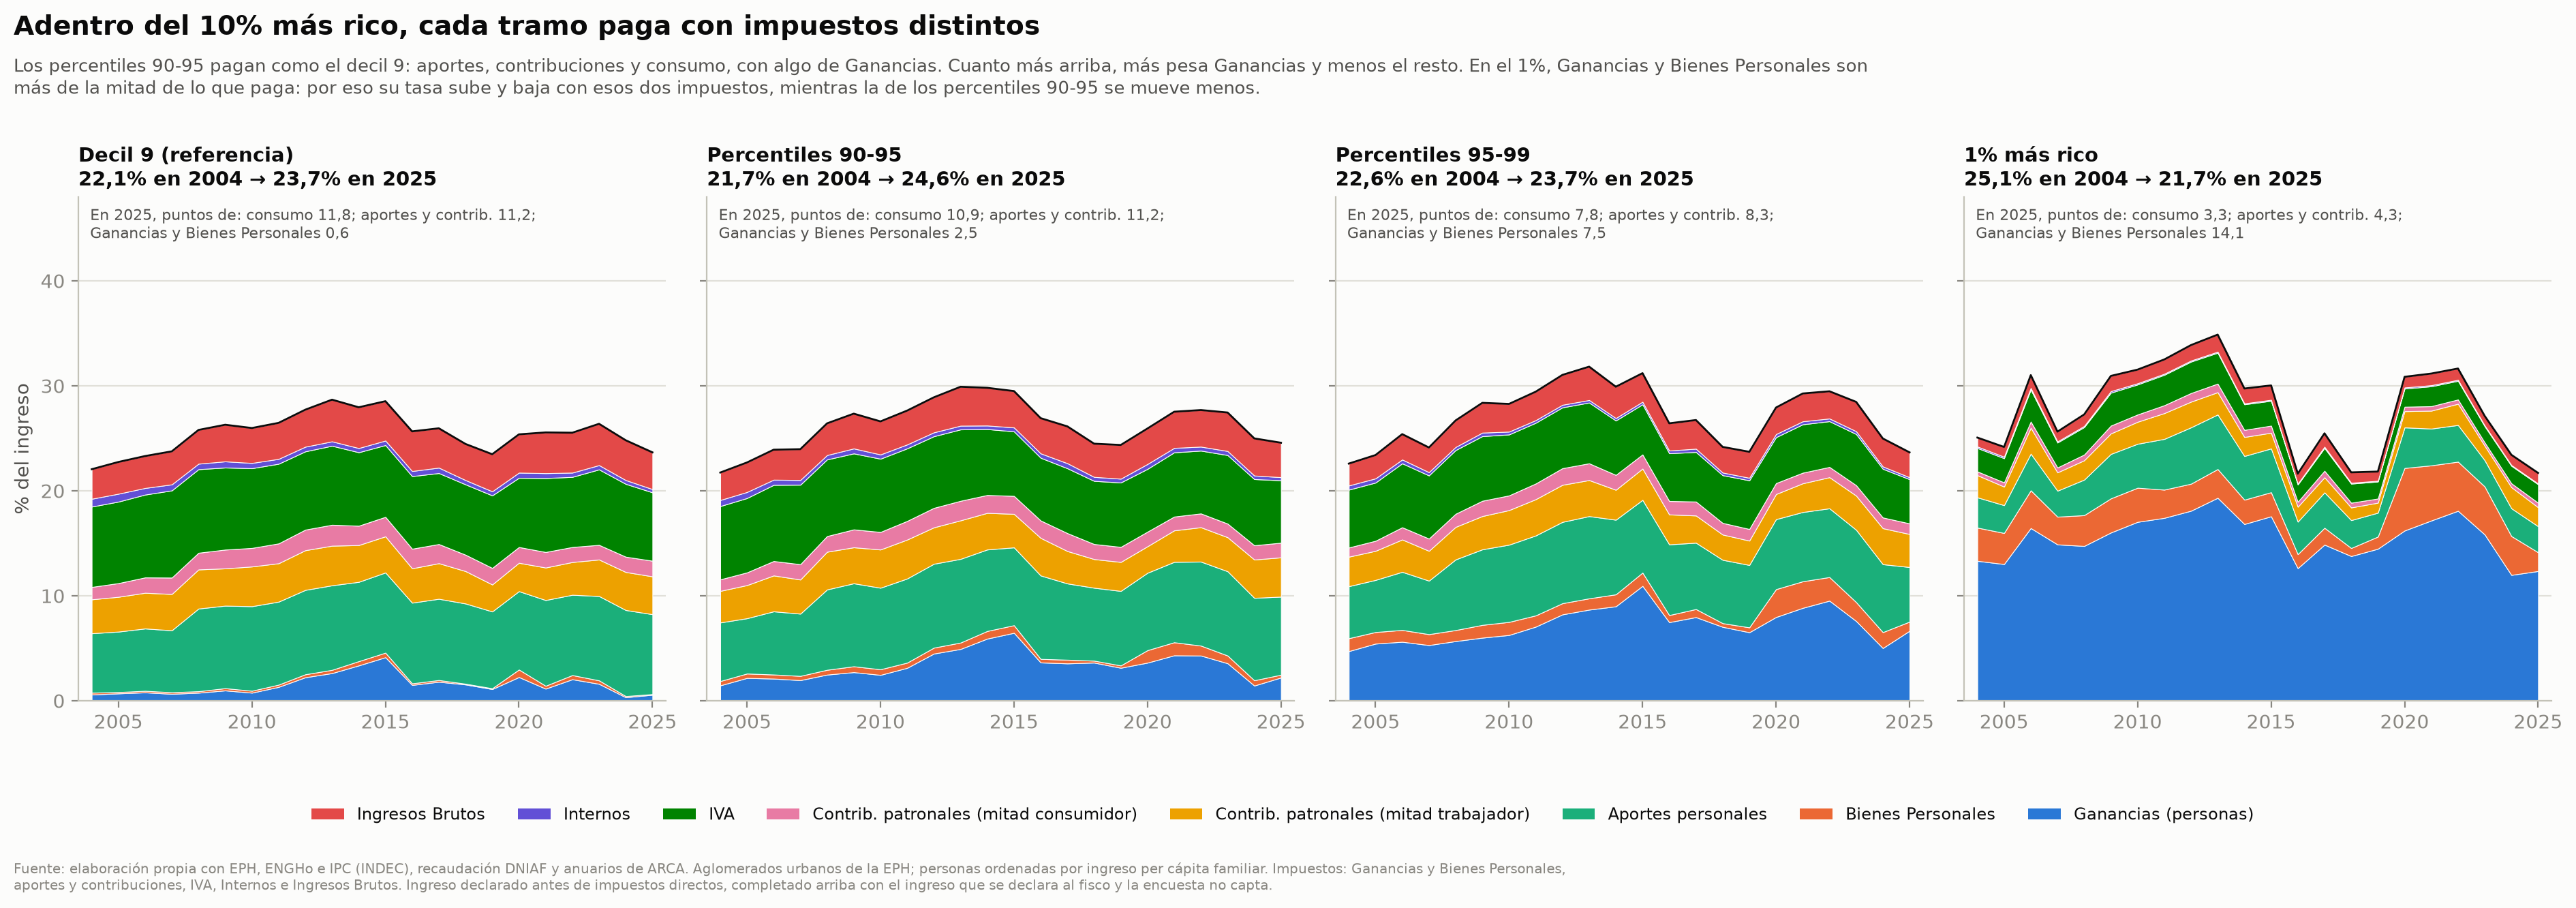 Adentro del 10% más rico, cada tramo paga con impuestos distintos
Los percentiles 90-95 pagan como el decil 9: aportes, contribuciones y consumo, con algo de Ganancias. Cuanto más arriba, más pesa Ganancias y menos el resto. En el 1%, Ganancias y Bienes Personales son
más de la mitad de lo que paga: por eso su tasa sube y baja con esos dos impuestos, mientras la de los percentiles 90-95 se mueve menos.
Decil 9 (referencia)
22,1% en 2004 → 23,7% en 2025
En 2025, puntos de: consumo 11,8; aportes y contrib. 11,2;
Ganancias y Bienes Personales 0,6
% del ingreso
40
30
20
10
0
2005 2010 2015 2020 2025
Percentiles 90-95
21,7% en 2004 → 24,6% en 2025
En 2025, puntos de: consumo 10,9; aportes y contrib. 11,2;
Ganancias y Bienes Personales 2,5
2005 2010 2015 2020 2025
Percentiles 95-99
22,6% en 2004 → 23,7% en 2025
En 2025, puntos de: consumo 7,8; aportes y contrib. 8,3;
Ganancias y Bienes Personales 7,5
2005 2010 2015 2020 2025
1% más rico
25,1% en 2004 → 21,7% en 2025
En 2025, puntos de: consumo 3,3; aportes y contrib. 4,3;
Ganancias y Bienes Personales 14,1
2005 2010 2015 2020 2025
Ingresos Brutos Internos IVA Contrib. patronales (mitad consumidor) Contrib. patronales (mitad trabajador) Aportes personales Bienes Personales Ganancias (personas)
Fuente: elaboración propia con EPH, ENGHo e IPC (INDEC), recaudación DNIAF y anuarios de ARCA. Aglomerados urbanos de la EPH; personas ordenadas por ingreso per cápita familiar. Impuestos: Ganancias y Bienes Personales,
aportes y contribuciones, IVA, Internos e Ingresos Brutos. Ingreso declarado antes de impuestos directos, completado arriba con el ingreso que se declara al fisco y la encuesta no capta.